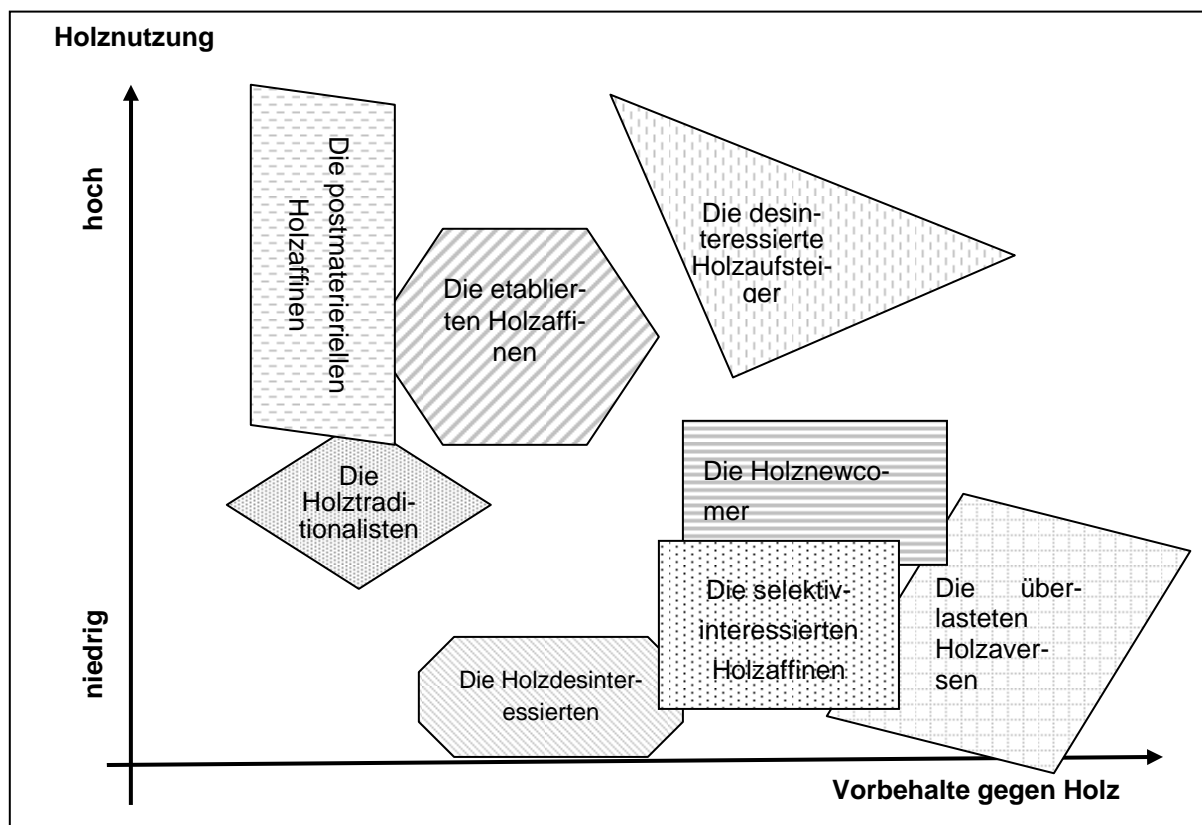 Holznutzung
hoch
niedrig
Die postmaterieriellen
Holzaffinen
Die etablier-
ten Holzaffi-
nen
Die desin-
teressierte
Holzaufstei-
ger
Die
Holztradi-
tionalisten
Die Holznewco-
mer
Die selektiv-
interessierten
Holzaffinen
Die über-
lasteten
Holzaver-
sen
Die Holzdesinter-
essierten
Vorbehalte gegen Holz